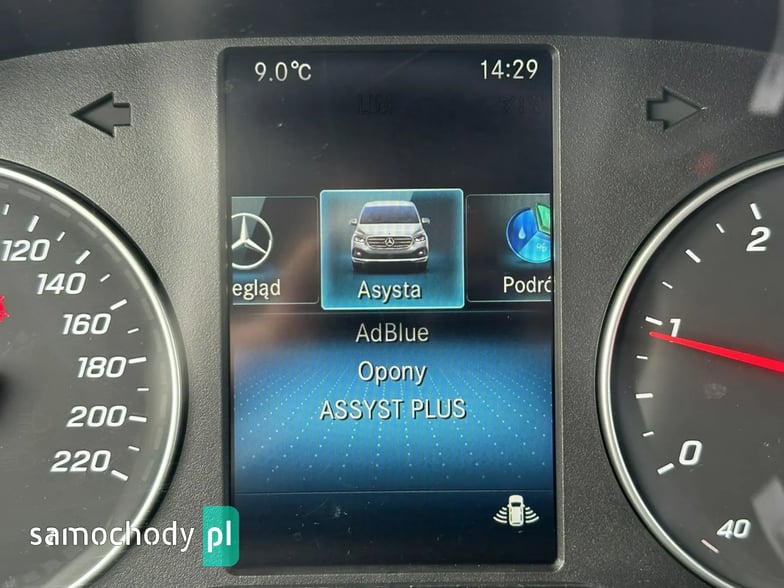 9.0°C 14:29
egląd Asysta Podró
AdBlue
Opony
ASSYST PLUS
120
140
160
180
200
220
2
1
0
40
samochody pl